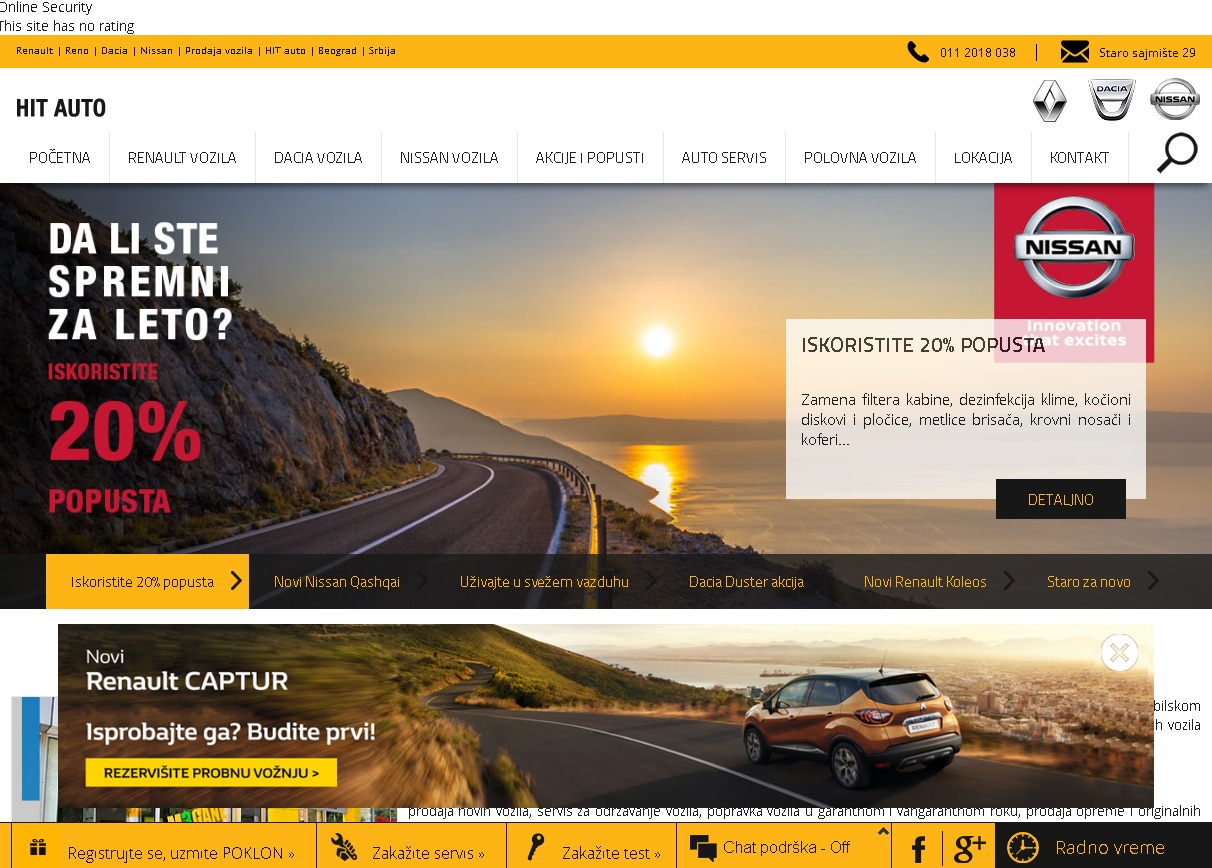 Online Security
This site has no rating
Renault | Reno | Dacia | Nissan | Prodaja vozila | HIT auto | Beograd | Srbija
011 2018 038
Staro sajmište 29
HIT AUTO
DACIA
NISSAN
POČETNA
RENAULT VOZILA
DACIA VOZILA
NISSAN VOZILA
AKCIJE I POPUSTI
AUTO SERVIS
POLOVNA VOZILA
LOKACIJA
KONTAKT
DA LI STE
SPREMNI
ZA LETO?
ISKORISTITE
20%
POPUSTA
NISSAN
Innovation
that excites
ISKORISTITE 20% POPUSTA
Zamena filtera kabine, dezinfekcija klime, kočioni
diskovi i pločice, metlice brisača, krovni nosači i
koferi...
DETALJNO
Iskoristite 20% popusta
Novi Nissan Qashqai
Uživajte u svežem vazduhu
Dacia Duster akcija
Novi Renault Koleos
Staro za novo
Novi
Renault CAPTUR
Isprobajte ga? Budite prvi!
REZERVIŠITE PROBNU VOŽNJU >
RENAULT
bilskom
h vozila
prodaja novih vozila, servis za održavanje vozila, popravka vozila u garantnom i vangarantnom roku, prodaja opreme i originalnih
Registrujte se, uzmite POKLON »
Zakažite servis »
Zakažite test »
Chat podrška - Off
f
g+
Radno vreme